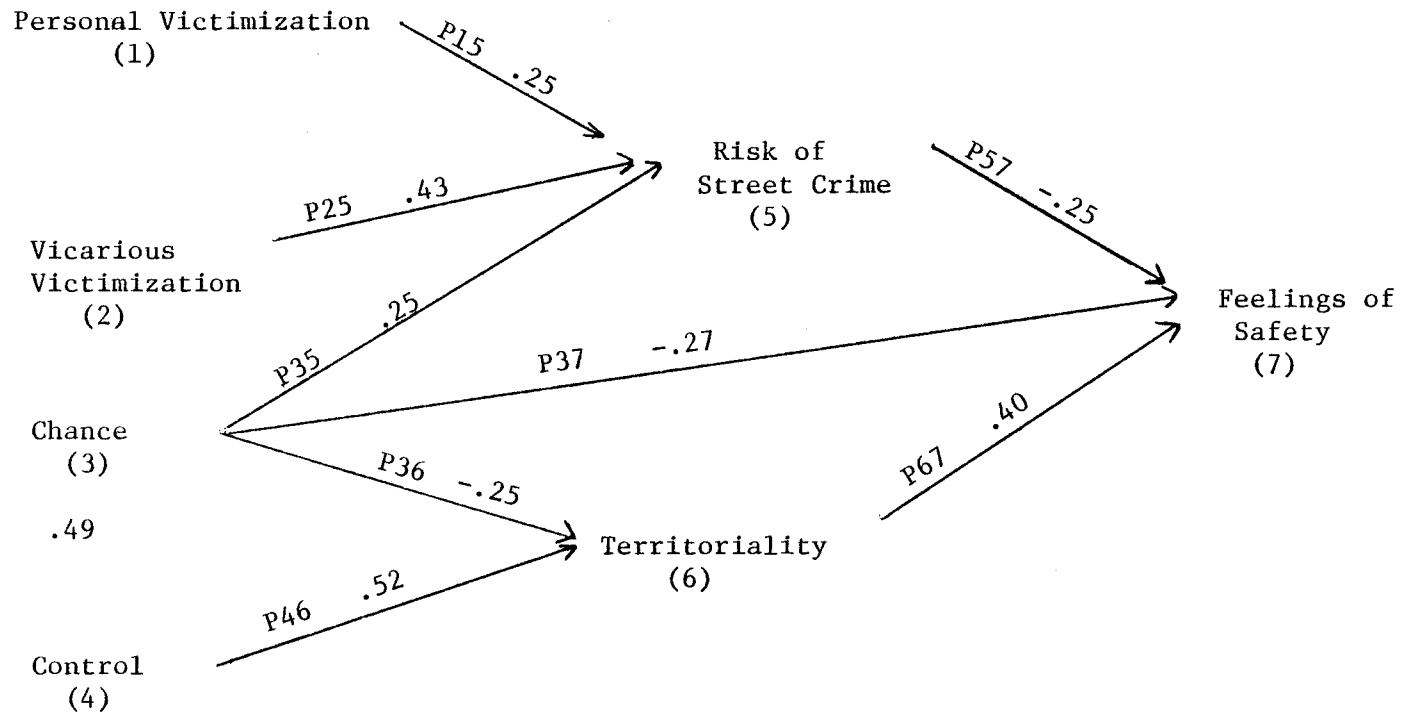 Personal Victimization
(1)
P15 .25
Risk of
Street Crime
(5)
P57 -.25
P25 .43
Vicarious
Victimization
(2)
P35 .25
P37 -.27
Feelings of
Safety
(7)
Chance
(3)
P36 -.25
P67 .40
.49
Territoriality
(6)
P46 .52
Control
(4)